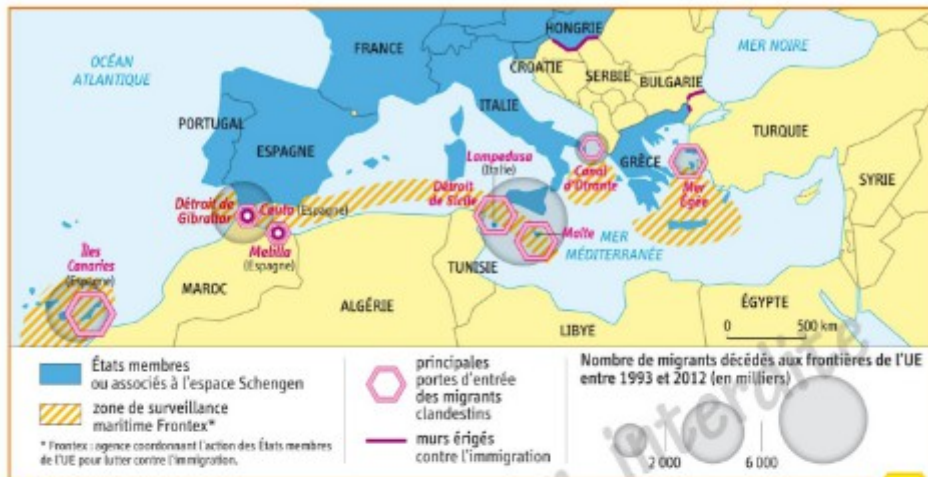 HONGRIE
FRANCE
MER NOIRE
OCÉAN
ATLANTIQUE
CROATIE
SERBIE
BULGARIE
ITALIE
PORTUGAL
ESPAGNE
TURQUIE
Lampedusa
(Italie)
Canal
d'Otrante
GRÈCE
Mer
Égée
SYRIE
Détroit de
Gibraltar
Ceuta (Espagne)
Détroit
de Sicile
Malte
MER
MÉDITERRANÉE
Melilla
(Espagne)
Îles
Canaries
(Espagne)
MAROC
TUNISIE
ALGÉRIE
LIBYE
ÉGYPTE
0 500 km
États membres
ou associés à l'espace Schengen
zone de surveillance
maritime Frontex*
* Frontex : agence coordonnant l'action des États membres
de l'UE pour lutter contre l'immigration.
principales
portes d'entrée
des migrants
clandestins
murs érigés
contre l'immigration
Nombre de migrants décédés aux frontières de l'UE
entre 1993 et 2012 (en milliers)
2 000 6 000
interdite